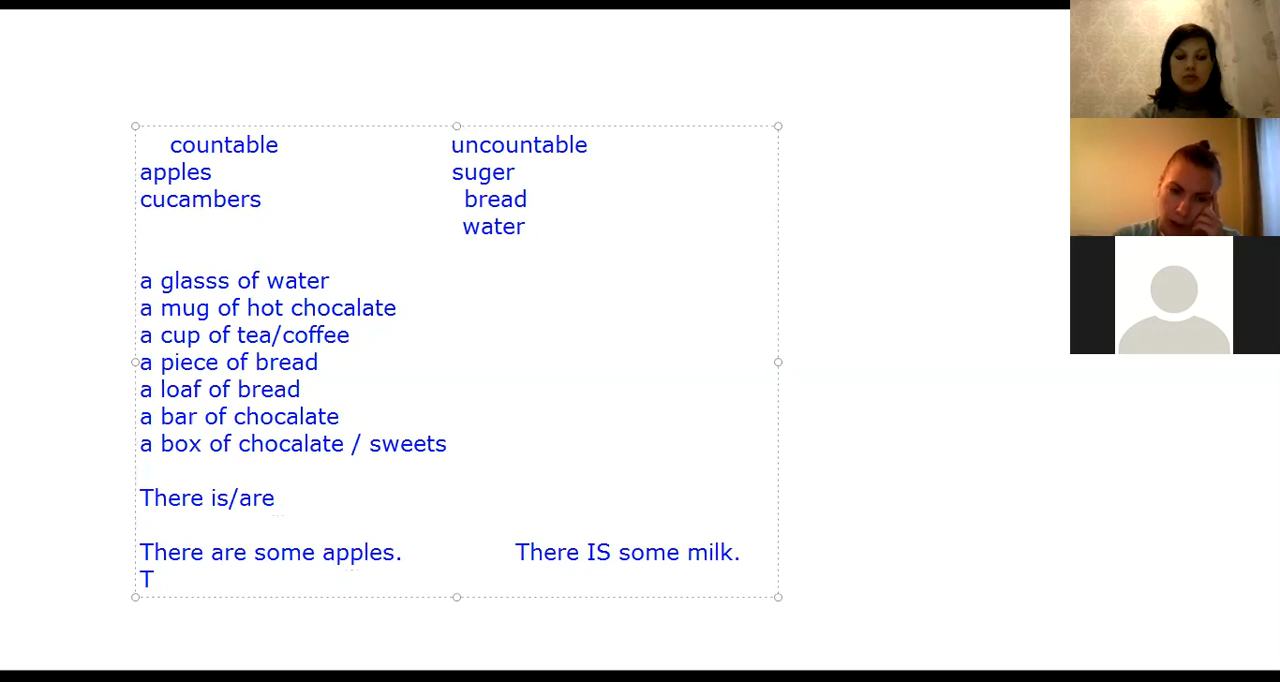 countable uncountable
apples suger
cucambers bread
water
a glasss of water
a mug of hot chocalate
a cup of tea/coffee
a piece of bread
a loaf of bread
a bar of chocalate
a box of chocalate / sweets
There is/are
There are some apples. There IS some milk.
T